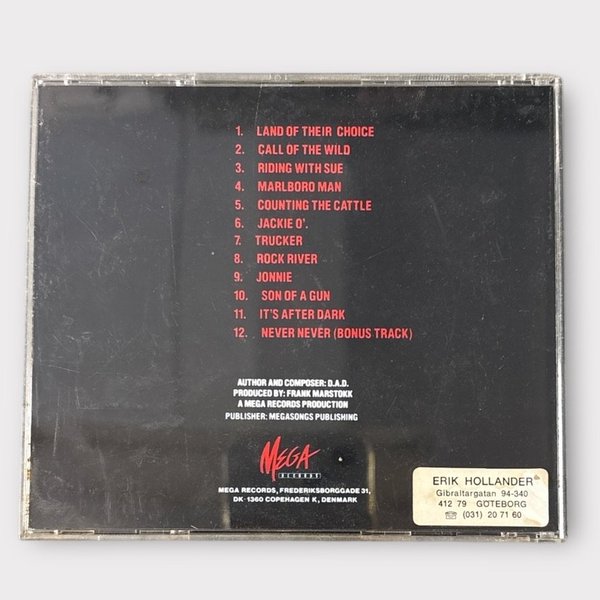 1. LAND OF THEIR CHOICE
2. CALL OF THE WILD
3. RIDING WITH SUE
4. MARLBORO MAN
5. COUNTING THE CATTLE
6. JACKIE O'.
7. TRUCKER
8. ROCK RIVER
9. JONNIE
10. SON OF A GUN
11. IT'S AFTER DARK
12. NEVER NEVER (BONUS TRACK)
AUTHOR AND COMPOSER: D.A.D.
PRODUCED BY: FRANK MARSTOKK
A MEGA RECORDS PRODUCTION
PUBLISHER: MEGASONGS PUBLISHING
MEGA
RECORDS
MEGA RECORDS, FREDERIKSBORGGADE 31,
DK-1360 COPEHAGEN K, DENMARK
ERIK HOLLANDER
Gibraltargatan 94-340
412 79 GÖTEBORG
☎ (031) 20 71 60